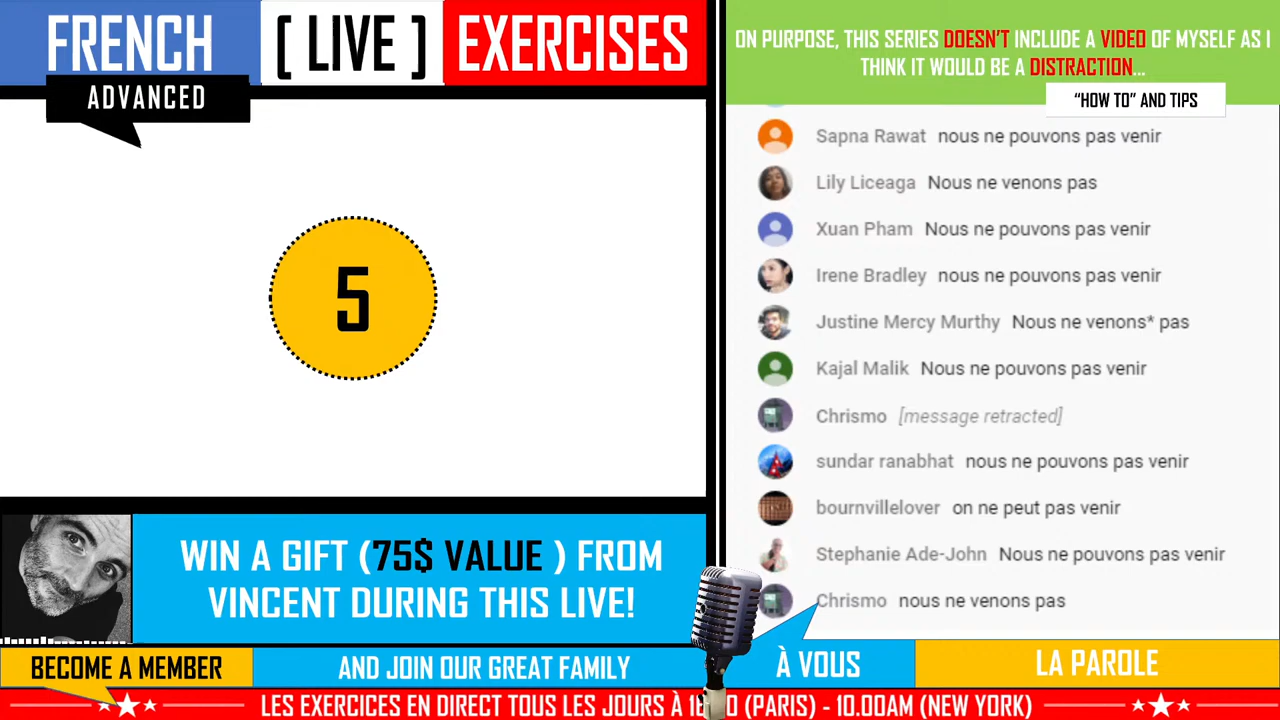 FRENCH [ LIVE ] EXERCISES
ADVANCED
5
WIN A GIFT (75$ VALUE ) FROM
VINCENT DURING THIS LIVE!
ON PURPOSE, THIS SERIES DOESN'T INCLUDE A VIDEO OF MYSELF AS I
THINK IT WOULD BE A DISTRACTION...
"HOW TO" AND TIPS
Sapna Rawat nous ne pouvons pas venir
Lily Liceaga Nous ne venons pas
Xuan Pham Nous ne pouvons pas venir
Irene Bradley nous ne pouvons pas venir
Justine Mercy Murthy Nous ne venons* pas
Kajal Malik Nous ne pouvons pas venir
Chrismo [message retracted]
sundar ranabhat nous ne pouvons pas venir
bournvillelover on ne peut pas venir
Stephanie Ade-John Nous ne pouvons pas venir
Chrismo nous ne venons pas
BECOME A MEMBER AND JOIN OUR GREAT FAMILY À VOUS LA PAROLE
LES EXERCICES EN DIRECT TOUS LES JOURS À (PARIS) - 10.00AM (NEW YORK)